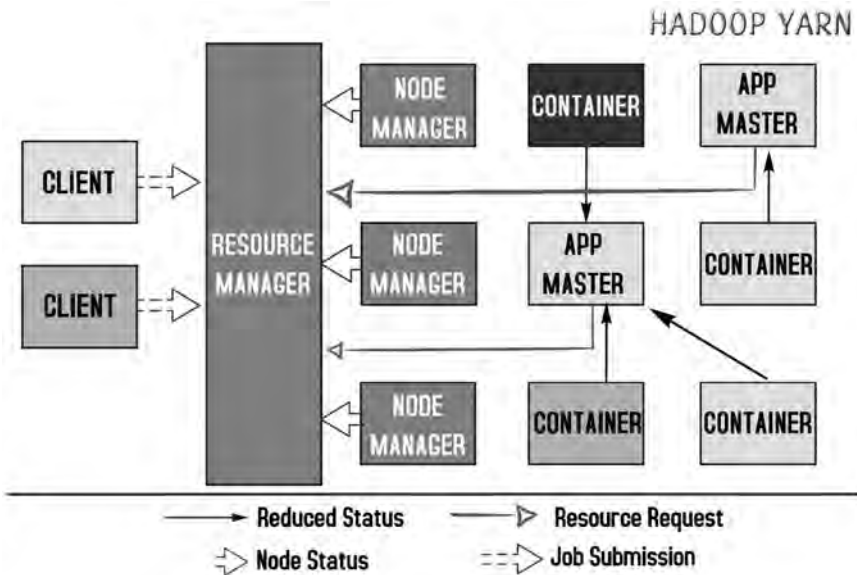 HADOOP YARN
NODE
MANAGER
CONTAINER
APP
MASTER
CLIENT
RESOURCE
MANAGER
NODE
MANAGER
APP
MASTER
CONTAINER
CLIENT
NODE
MANAGER
CONTAINER
CONTAINER
Reduced Status
Resource Request
Node Status
Job Submission